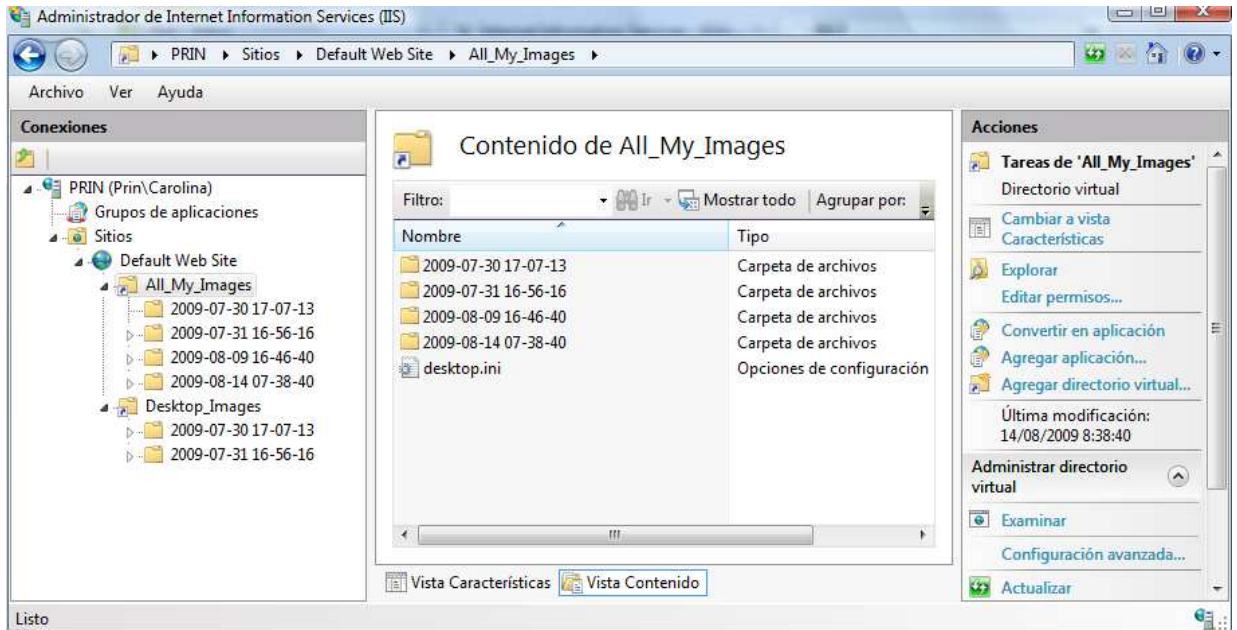 Administrador de Internet Information Services (IIS)
PRIN Sitios Default Web Site All_My_Images
Archivo Ver Ayuda
Conexiones
PRIN (Prin\Carolina)
Grupos de aplicaciones
Sitios
Default Web Site
All_My_Images
2009-07-30 17-07-13
2009-07-31 16-56-16
2009-08-09 16-46-40
2009-08-14 07-38-40
Desktop_Images
2009-07-30 17-07-13
2009-07-31 16-56-16
Contenido de All_My_Images
Filtro: Ir Mostrar todo Agrupar por:
Nombre Tipo
2009-07-30 17-07-13 Carpeta de archivos
2009-07-31 16-56-16 Carpeta de archivos
2009-08-09 16-46-40 Carpeta de archivos
2009-08-14 07-38-40 Carpeta de archivos
desktop.ini Opciones de configuración
Vista Características Vista Contenido
Acciones
Tareas de 'All_My_Images'
Directorio virtual
Cambiar a vista
Características
Explorar
Editar permisos...
Convertir en aplicación
Agregar aplicación...
Agregar directorio virtual...
Última modificación:
14/08/2009 8:38:40
Administrar directorio
virtual
Examinar
Configuración avanzada...
Actualizar
Listo